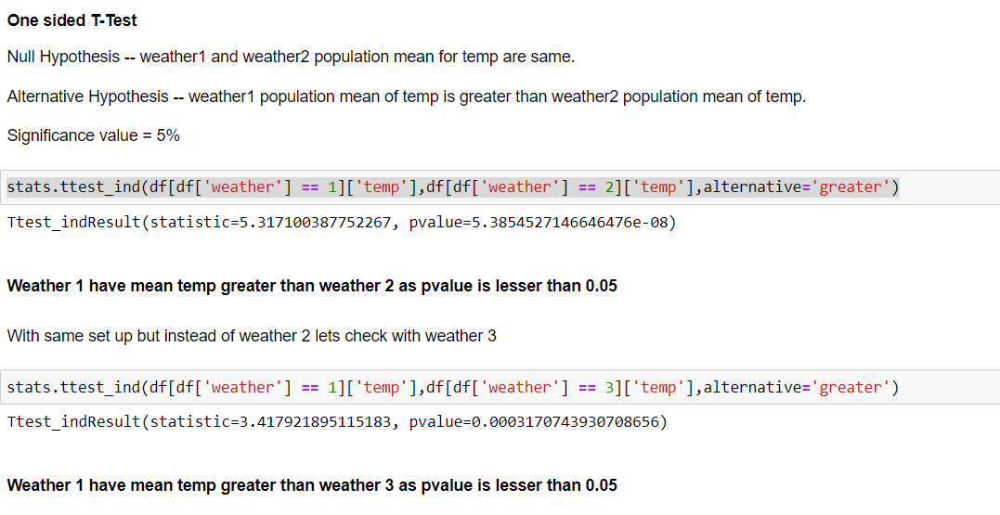 One sided T-Test
Null Hypothesis -- weather1 and weather2 population mean for temp are same.
Alternative Hypothesis -- weather1 population mean of temp is greater than weather2 population mean of temp.
Significance value = 5%
stats.ttest_ind(df[df['weather'] == 1]['temp'],df[df['weather'] == 2]['temp'],alternative='greater')
Ttest_indResult(statistic=5.317100387752267, pvalue=5.3854527146646476e-08)
Weather 1 have mean temp greater than weather 2 as pvalue is lesser than 0.05
With same set up but instead of weather 2 lets check with weather 3
stats.ttest_ind(df[df['weather'] == 1]['temp'],df[df['weather'] == 3]['temp'],alternative='greater')
Ttest_indResult(statistic=3.417921895115183, pvalue=0.0003170743930708656)
Weather 1 have mean temp greater than weather 3 as pvalue is lesser than 0.05